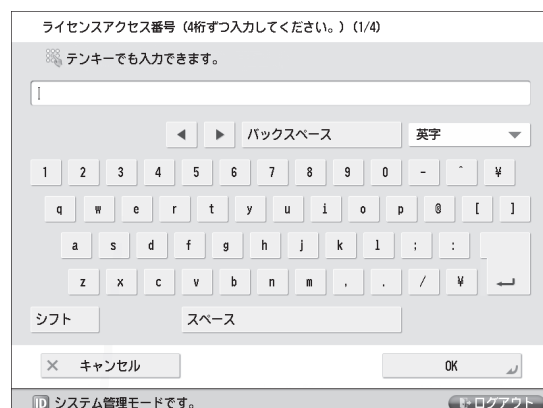 ライセンスアクセス番号（4桁ずつ入力してください。）（1/4）
テンキーでも入力できます。
◀ ▶ バックスペース 英字 ▼
1 2 3 4 5 6 7 8 9 0 - ^ ¥
q w e r t y u i o p @ [ ]
a s d f g h j k l ; :
z x c v b n m , . / ¥
シフト スペース
× キャンセル OK
ID システム管理モードです。 ログアウト